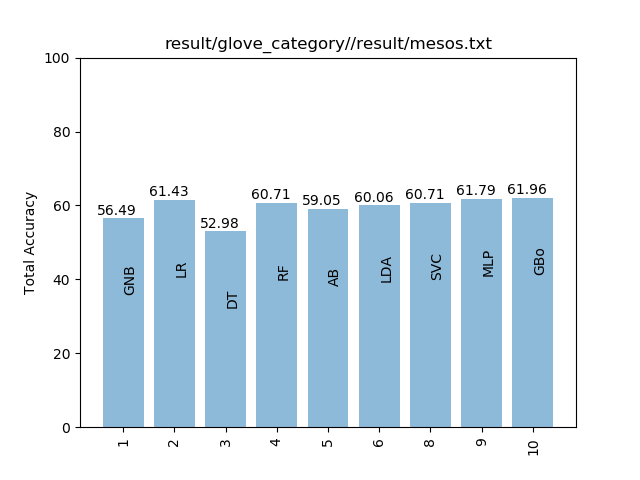 result/glove_category//result/mesos.txt
Total Accuracy
100
80
60
40
20
0
56.49
61.43
52.98
60.71
59.05
60.06
60.71
61.79
61.96
GNB
LR
DT
RF
AB
LDA
SVC
MLP
GBo
1
2
3
4
5
6
8
9
10